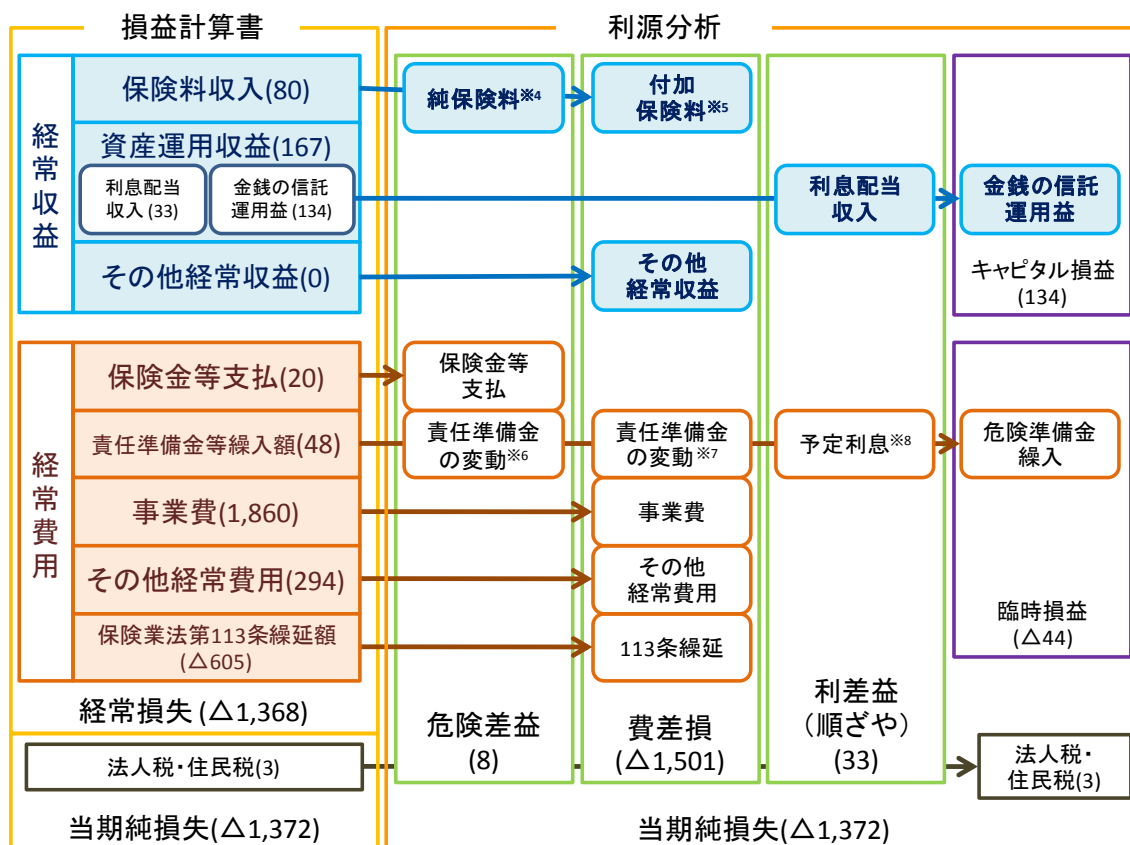 損益計算書
利源分析
経常収益
保険料収入(80)
資産運用収益(167)
利息配当
収入(33)
金銭の信託
運用益(134)
その他経常収益(0)
純保険料※4
付加
保険料※5
利息配当
収入
金銭の信託
運用益
その他
経常収益
キャピタル損益
(134)
経常費用
保険金等支払(20)
責任準備金等繰入額(48)
事業費(1,860)
その他経常費用(294)
保険業法第113条繰延額
(△605)
保険金等
支払
責任準備金
の変動※6
責任準備金
の変動※7
予定利息※8
危険準備金
繰入
事業費
その他
経常費用
113条繰延
臨時損益
(△44)
経常損失(△1,368)
危険差益
(8)
費差損
(△1,501)
利差益
(順ざや)
(33)
法人税・住民税(3)
法人税・
住民税(3)
当期純損失(△1,372)
当期純損失(△1,372)